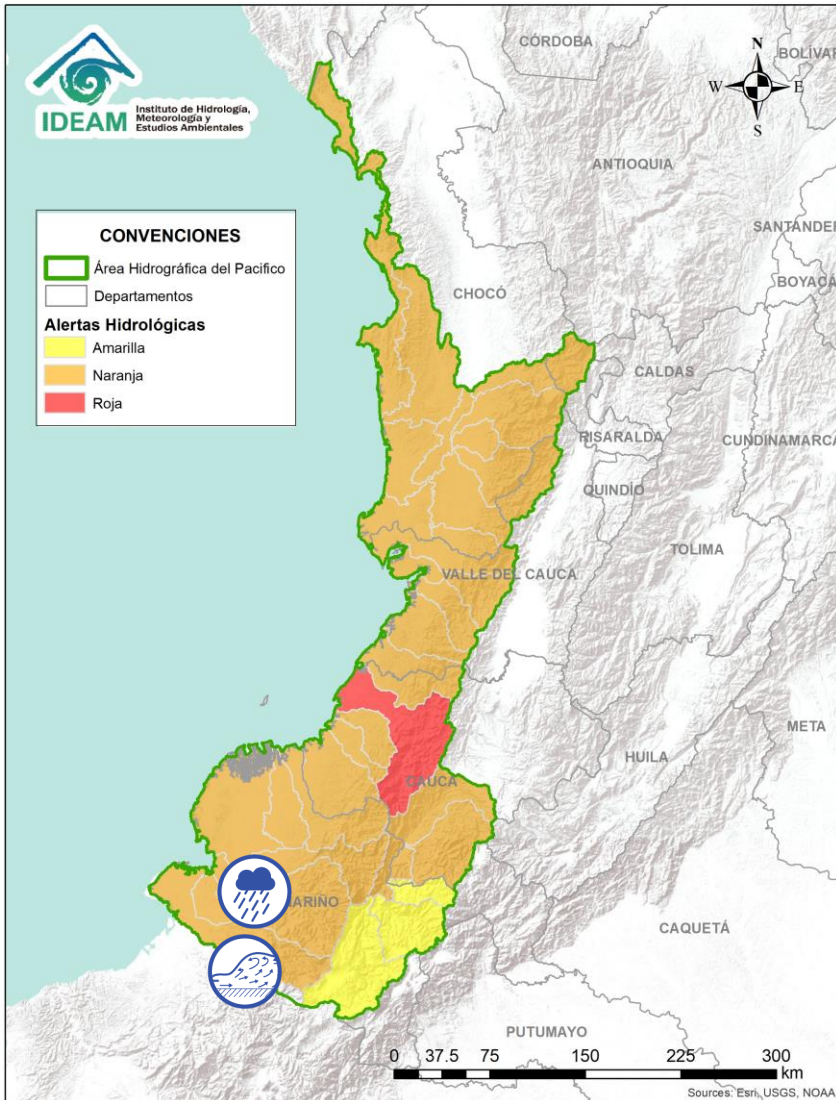 CÓRDOBA
BOLÍVAR
N
W E
S
IDEAM Instituto de Hidrología,
Meteorología y
Estudios Ambientales
ANTIOQUIA
SANTANDER
CONVENCIONES
Área Hidrográfica del Pacifico
Departamentos
Alertas Hidrológicas
Amarilla
Naranja
Roja
BOYACÁ
CHOCÓ
CALDAS
RISARALDA
CUNDINAMARCA
QUINDÍO
TOLIMA
VALLE DEL CAUCA
META
HUILA
CAUCA
NARIÑO
CAQUETÁ
PUTUMAYO
0 37.5 75 150 225 300
km
Sources: Esri, USGS, NOAA